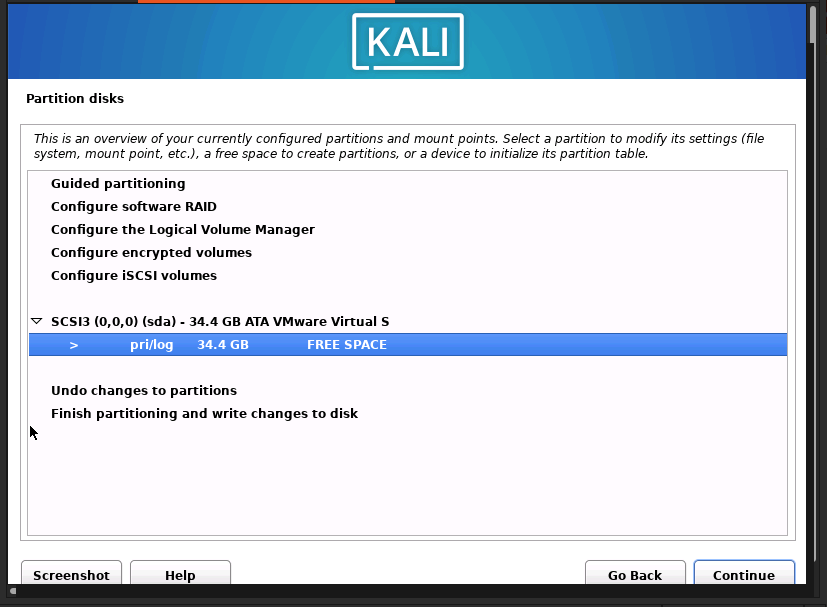 KALI
Partition disks
This is an overview of your currently configured partitions and mount points. Select a partition to modify its settings (file
system, mount point, etc.), a free space to create partitions, or a device to initialize its partition table.
Guided partitioning
Configure software RAID
Configure the Logical Volume Manager
Configure encrypted volumes
Configure iSCSI volumes
SCSI3 (0,0,0) (sda) - 34.4 GB ATA VMware Virtual S
> pri/log 34.4 GB FREE SPACE
Undo changes to partitions
Finish partitioning and write changes to disk
Screenshot Help Go Back Continue